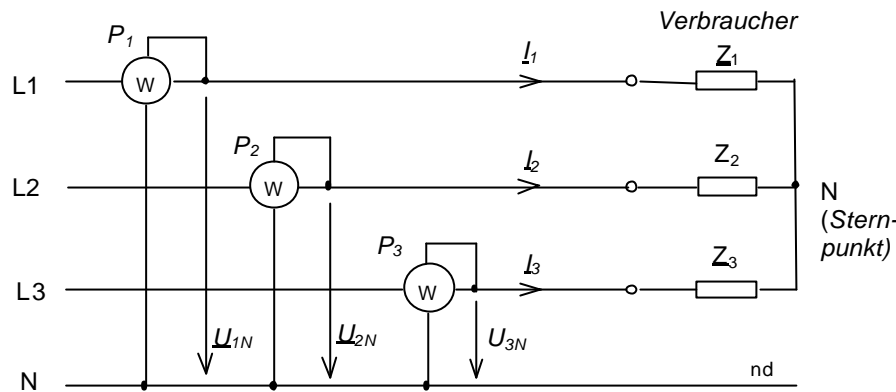 Verbraucher
P1
I1
Z1
L1
W
P2
I2
Z2
L2
W
N
(Stern-
punkt)
P3
I3
Z3
L3
W
U1N
U2N
U3N
nd
N